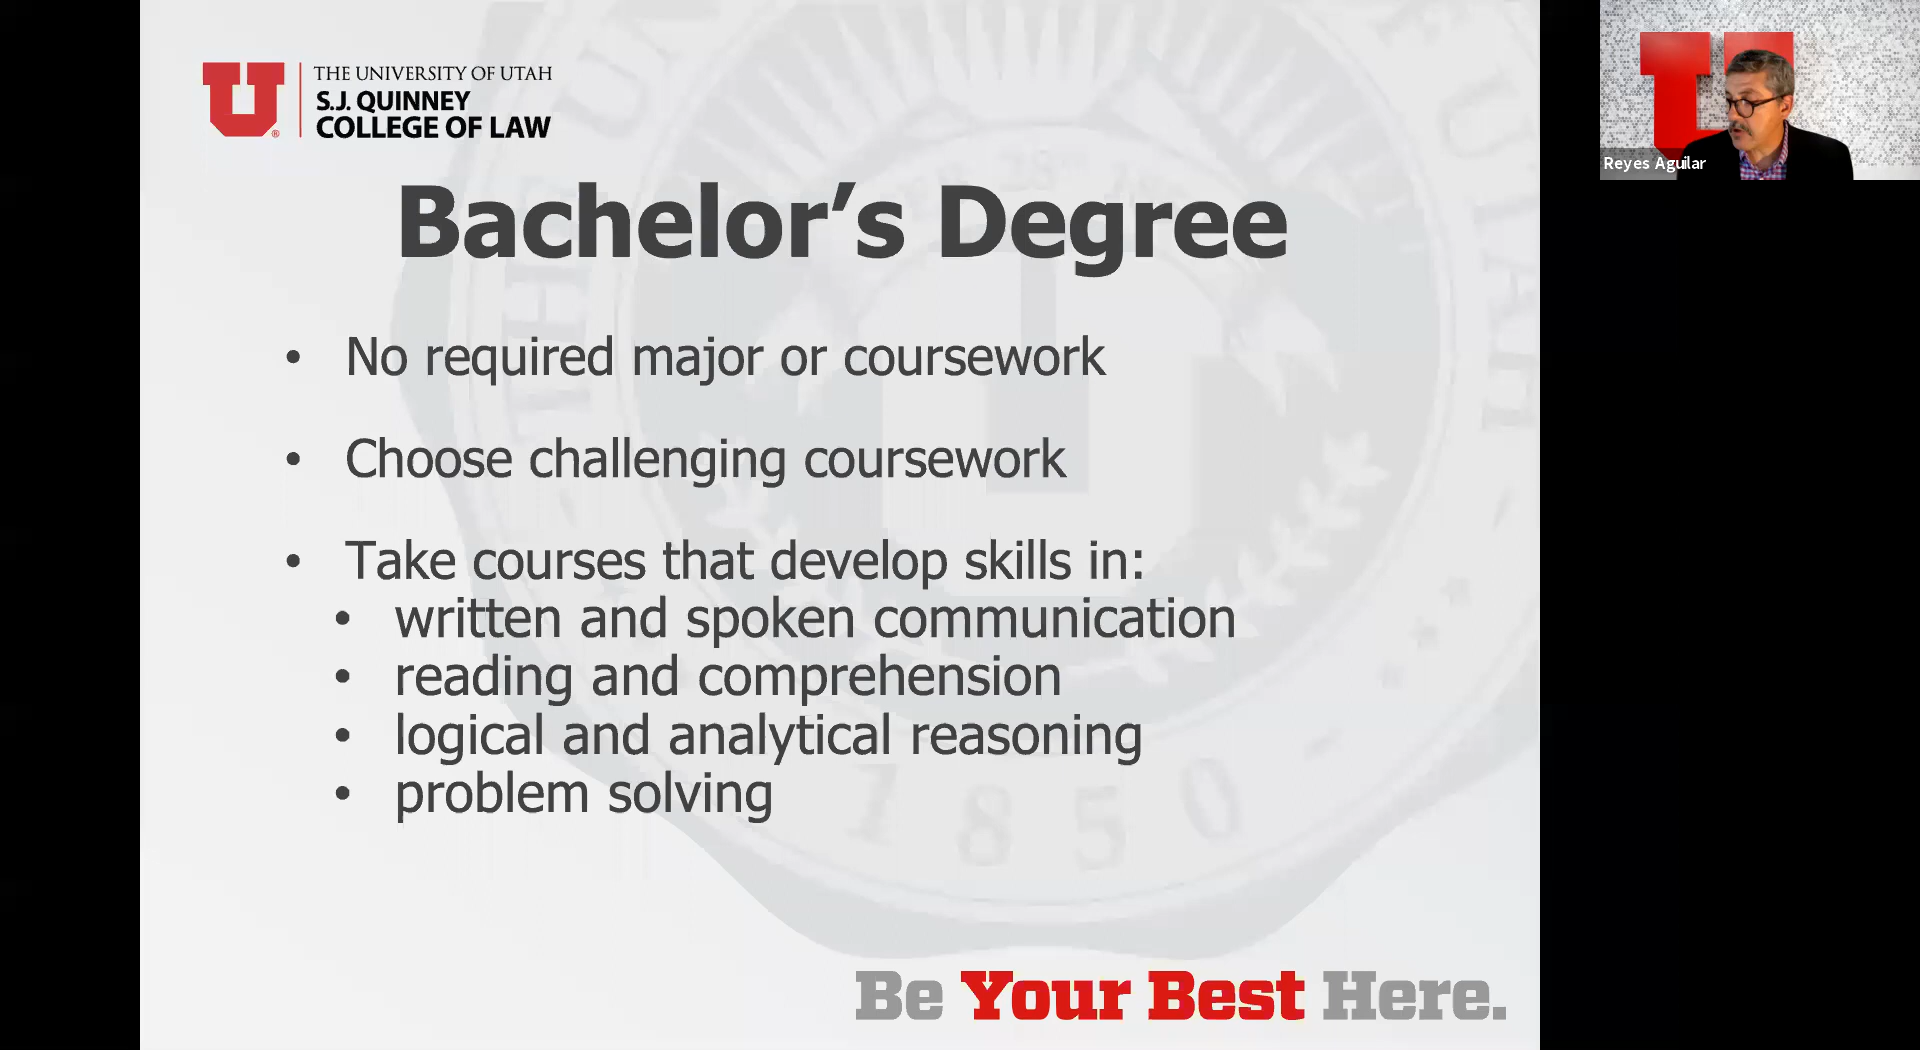 THE UNIVERSITY OF UTAH
S.J. QUINNEY
COLLEGE OF LAW
Bachelor’s Degree
• No required major or coursework
• Choose challenging coursework
• Take courses that develop skills in:
• written and spoken communication
• reading and comprehension
• logical and analytical reasoning
• problem solving
1850
Be Your Best Here.
Reyes Aguilar